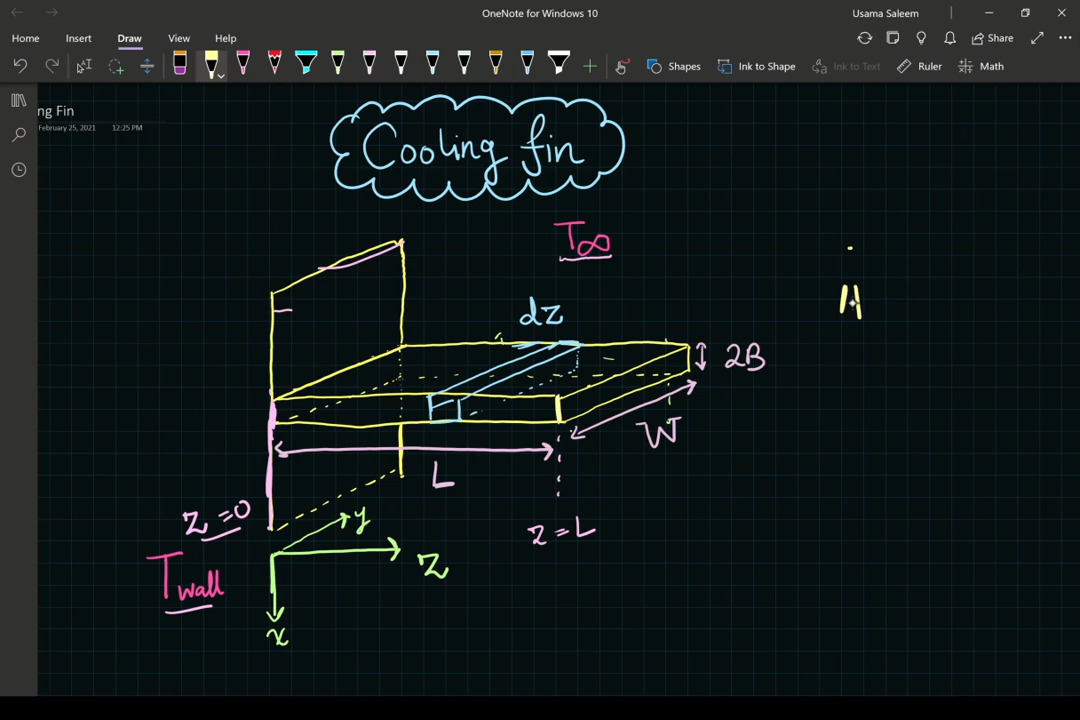 OneNote for Windows 10
Usama Saleem
Home Insert Draw View Help
Share
Shapes
Ink to Shape
Ink to Text
Ruler
Math
ng Fin
February 25, 2021 12:25 PM
Cooling fin
T∞
dz
2B
W
L
z=0
z=L
Twall
y
z
x